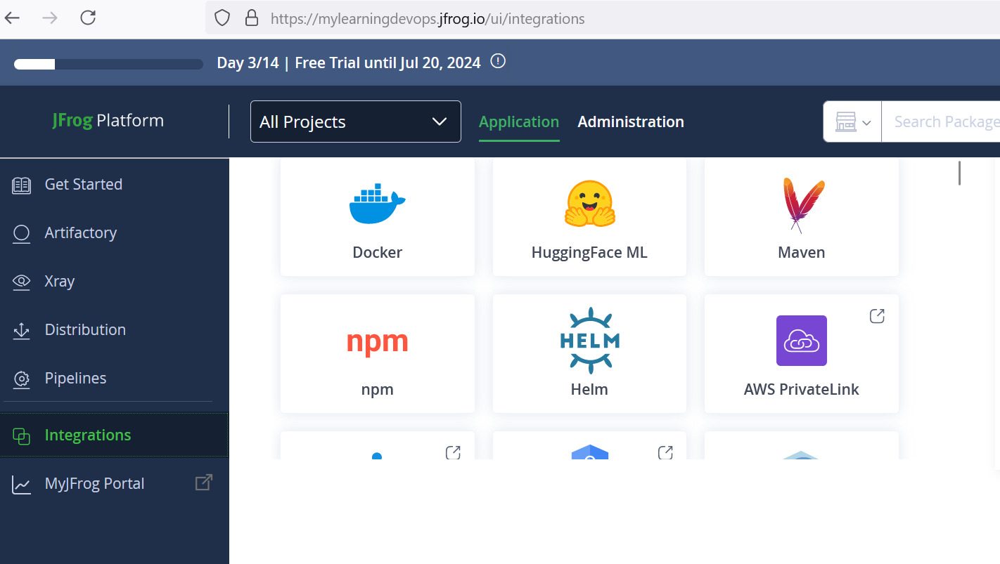 https://mylearningdevops.jfrog.io/ui/integrations
Day 3/14 | Free Trial until Jul 20, 2024
JFrog Platform
All Projects
Application
Administration
Search Package
Get Started
Artifactory
Xray
Distribution
Pipelines
Integrations
MyJFrog Portal
Docker
HuggingFace ML
Maven
npm
HELM
npm
Helm
AWS PrivateLink